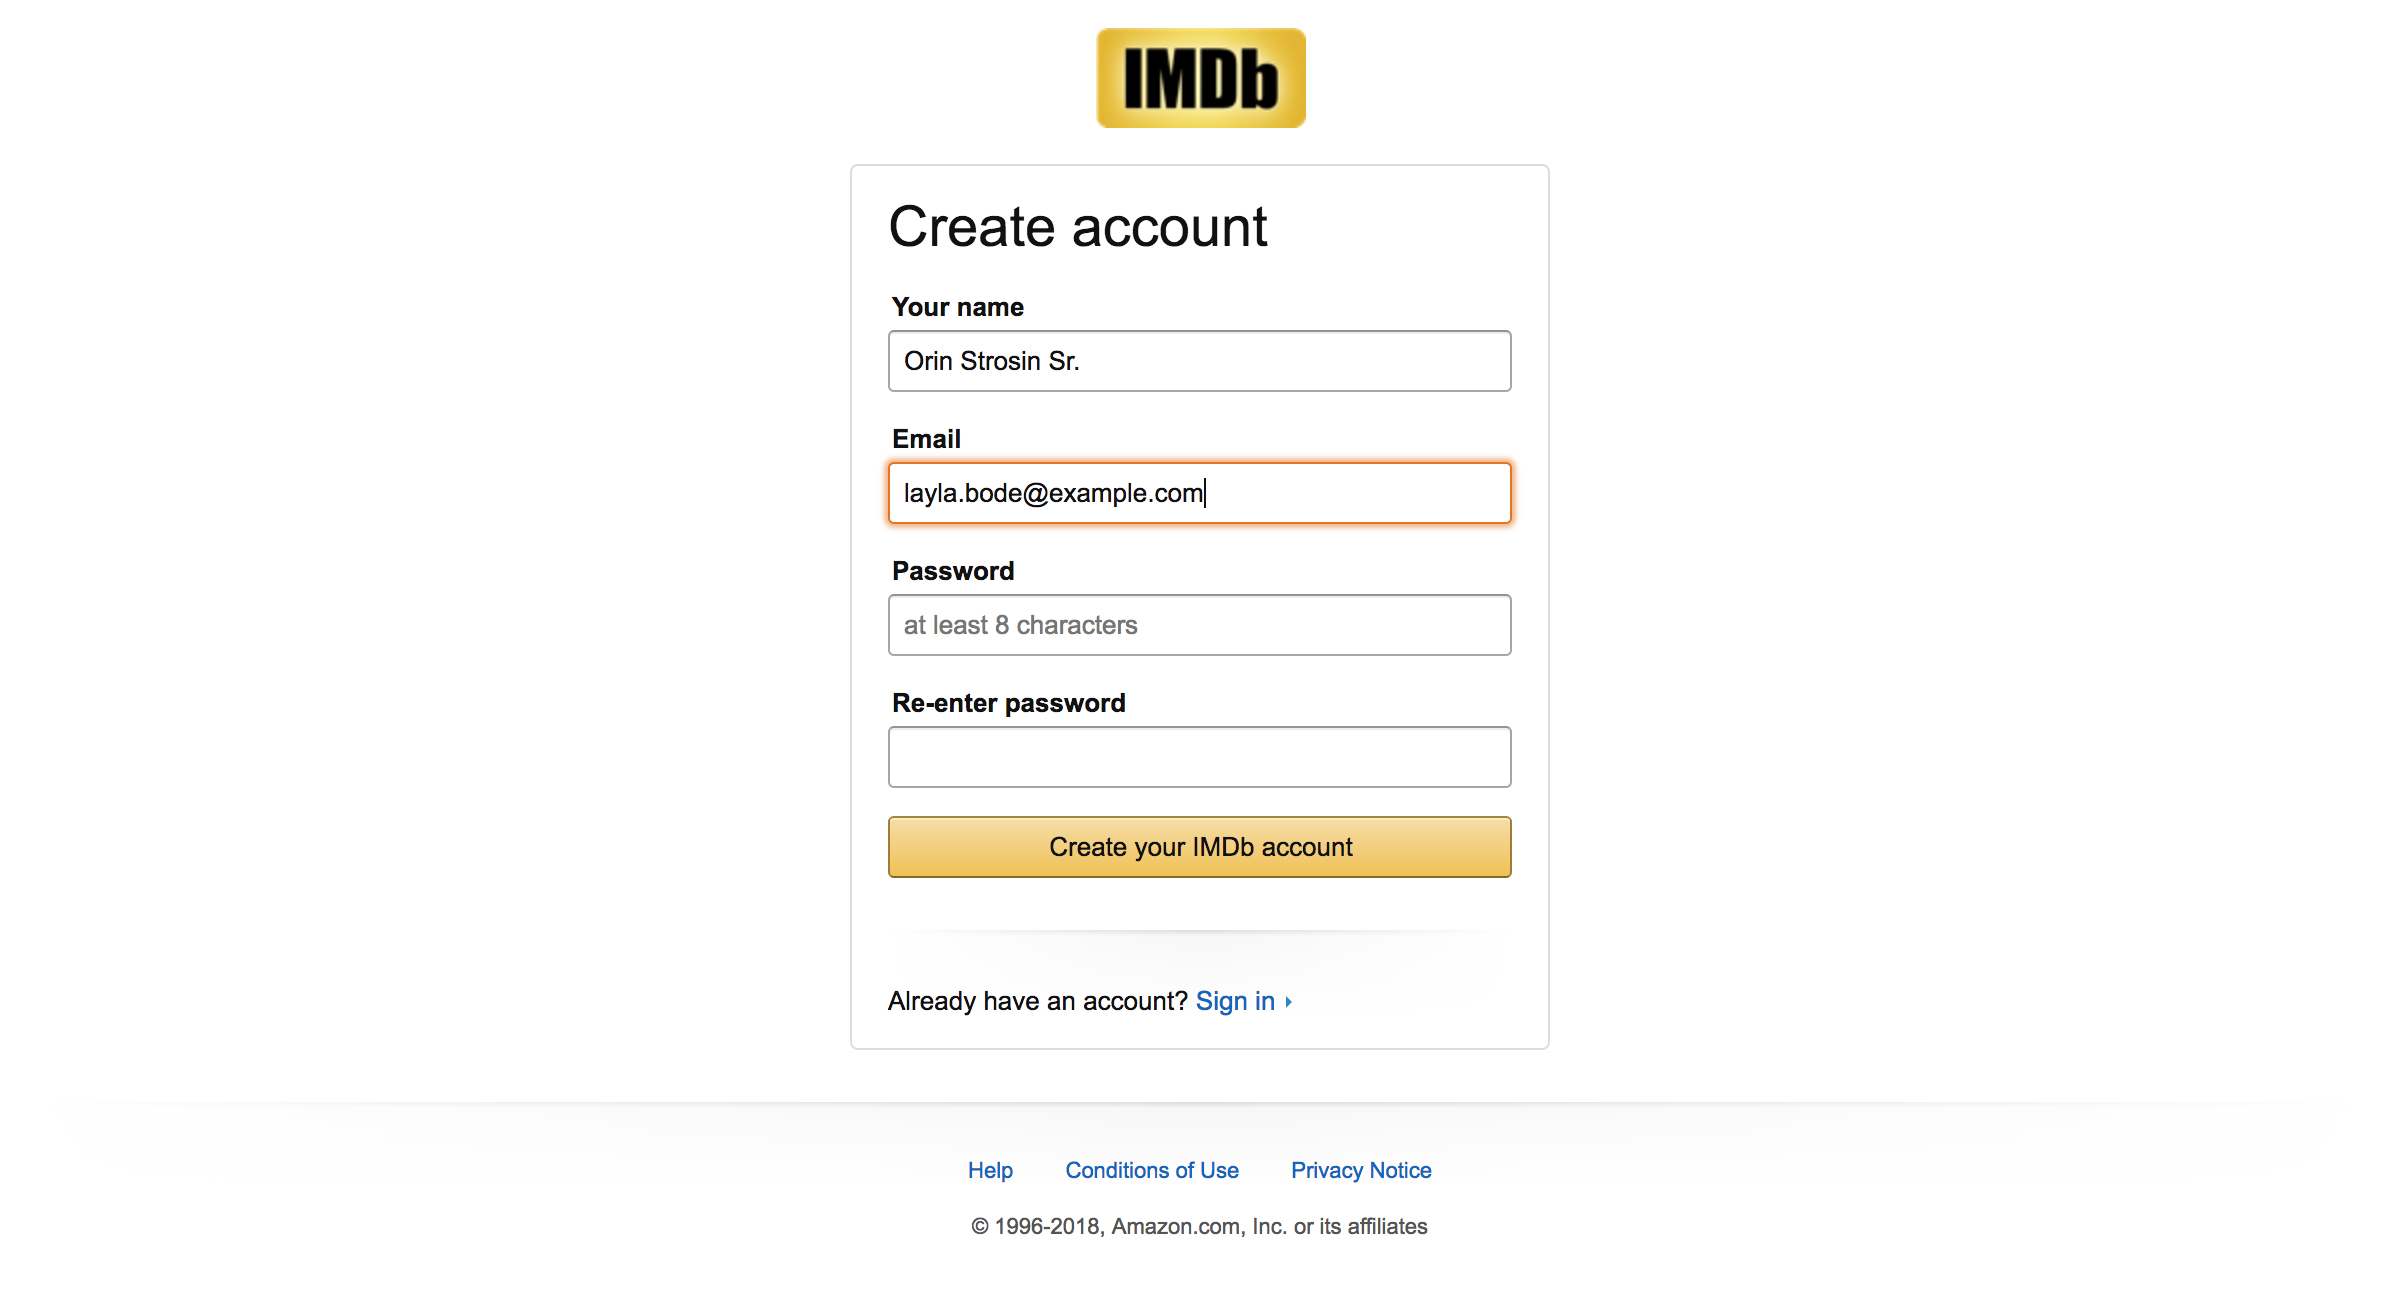 IMDb
Create account
Your name
Orin Strosin Sr.
Email
layla.bode@example.com
Password
at least 8 characters
Re-enter password
Create your IMDb account
Already have an account? Sign in
Help Conditions of Use Privacy Notice
© 1996-2018, Amazon.com, Inc. or its affiliates